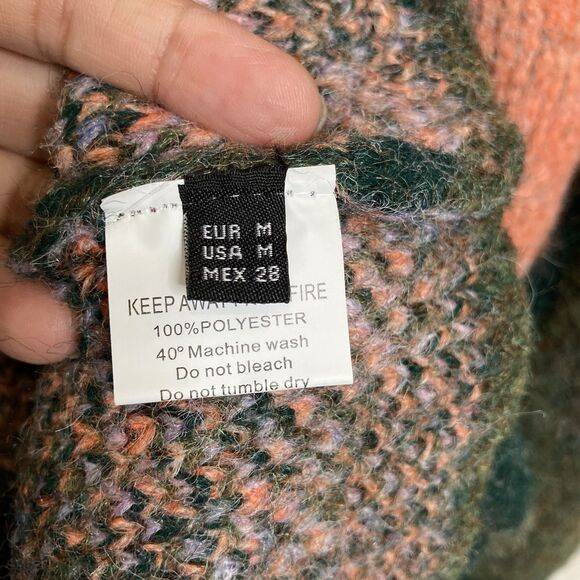 EUR M
USA M
MEX 28
KEEP AWAY FIRE
100%POLYESTER
40° Machine wash
Do not bleach
Do not tumble dry